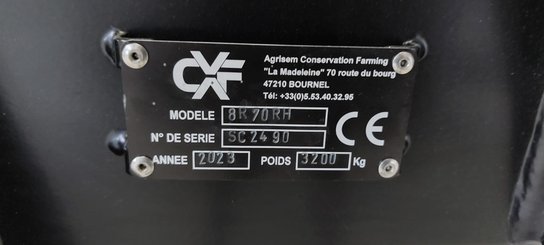 CXF
Agrisem Conservation Farming
"La Madeleine" 70 route du bourg
47210 BOURNEL
Tél: +33(0)5.53.40.32.95
MODELE 8R70RH
N° DE SERIE SC2490
CE
ANNEE 2023 POIDS 3200 Kg